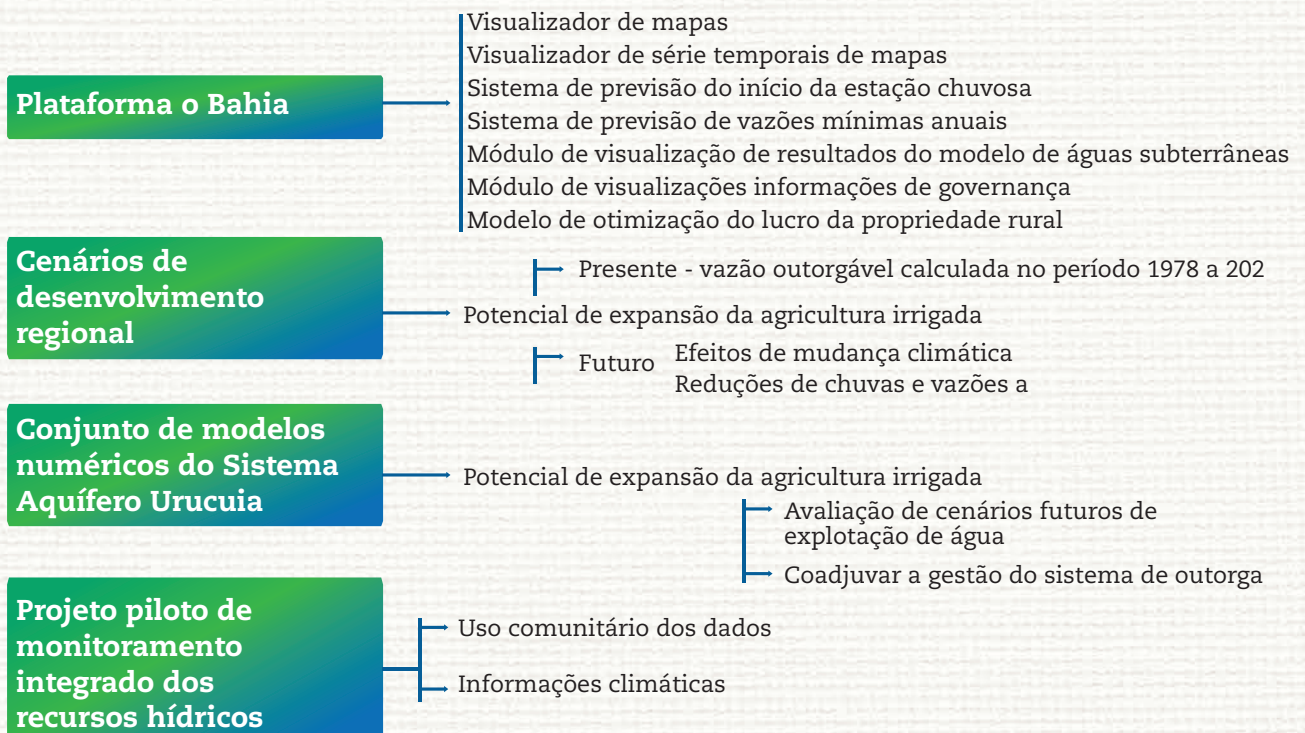 Plataforma o Bahia
Visualizador de mapas
Visualizador de série temporais de mapas
Sistema de previsão do início da estação chuvosa
Sistema de previsão de vazões mínimas anuais
Módulo de visualização de resultados do modelo de águas subterrâneas
Módulo de visualizações informações de governança
Modelo de otimização do lucro da propriedade rural
Cenários de
desenvolvimento
regional
Presente - vazão outorgável calculada no período 1978 a 202
Potencial de expansão da agricultura irrigada
Futuro
Efeitos de mudança climática
Reduções de chuvas e vazões a
Conjunto de modelos
numéricos do Sistema
Aquífero Urucuia
Potencial de expansão da agricultura irrigada
Avaliação de cenários futuros de
explotação de água
Coadjuvar a gestão do sistema de outorga
Projeto piloto de
monitoramento
integrado dos
recursos hídricos
Uso comunitário dos dados
Informações climáticas